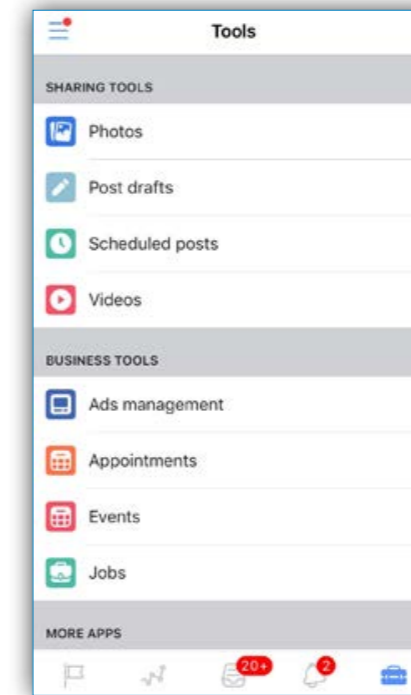 Tools
SHARING TOOLS
Photos
Post drafts
Scheduled posts
Videos
BUSINESS TOOLS
Ads management
Appointments
Events
Jobs
MORE APPS
20+
2